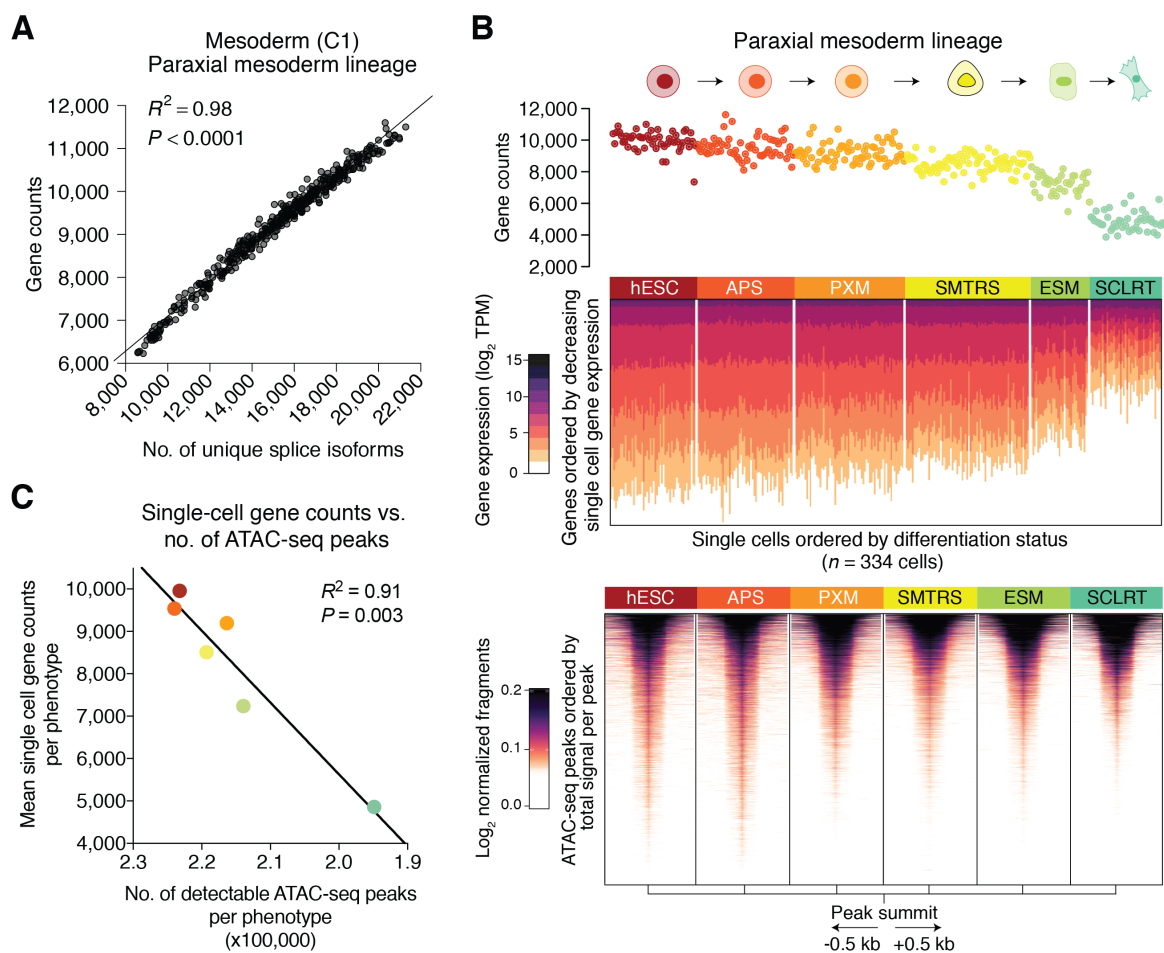 A
Mesoderm (C1)
Paraxial mesoderm lineage
R2 = 0.98
P < 0.0001
12,000
11,000
10,000
9,000
8,000
7,000
6,000
Gene counts
8,000
10,000
12,000
14,000
16,000
18,000
20,000
22,000
No. of unique splice isoforms
B
Paraxial mesoderm lineage
12,000
10,000
8,000
6,000
4,000
2,000
Gene counts
hESC
APS
PXM
SMTRS
ESM
SCLRT
Gene expression (log2 TPM)
15
10
5
0
Genes ordered by decreasing
single cell gene expression
Single cells ordered by differentiation status
(n = 334 cells)
hESC
APS
PXM
SMTRS
ESM
SCLRT
Log2 normalized fragments
0.2
0.1
0.0
ATAC-seq peaks ordered by
total signal per peak
Peak summit
-0.5 kb
+0.5 kb
C
Single-cell gene counts vs.
no. of ATAC-seq peaks
R2 = 0.91
P = 0.003
10,000
9,000
8,000
7,000
6,000
5,000
4,000
Mean single cell gene counts
per phenotype
2.3
2.2
2.1
2.0
1.9
No. of detectable ATAC-seq peaks
per phenotype
(x100,000)